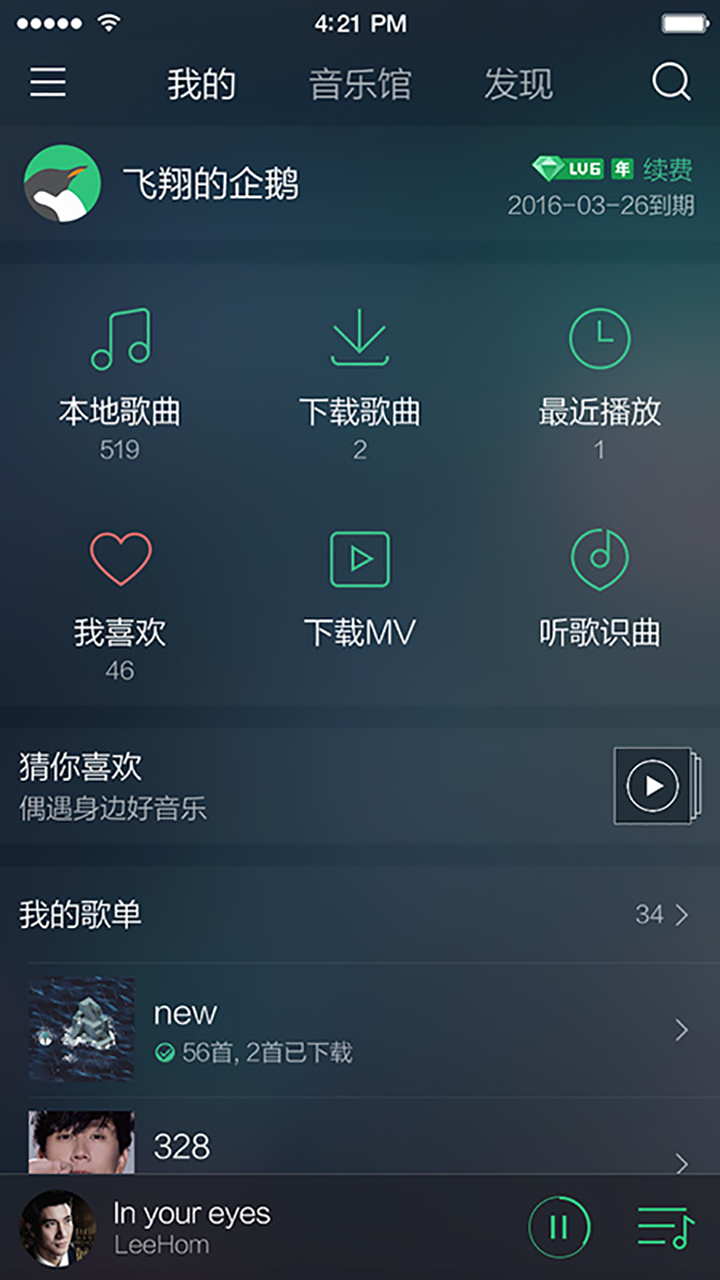 4:21 PM
我的 音乐馆 发现
飞翔的企鹅
LV6 年 续费
2016-03-26到期
本地歌曲 下载歌曲 最近播放
519 2 1
我喜欢 下载MV 听歌识曲
46
猜你喜欢
偶遇身边好音乐
我的歌单 34
new
56首, 2首已下载
328
In your eyes
LeeHom